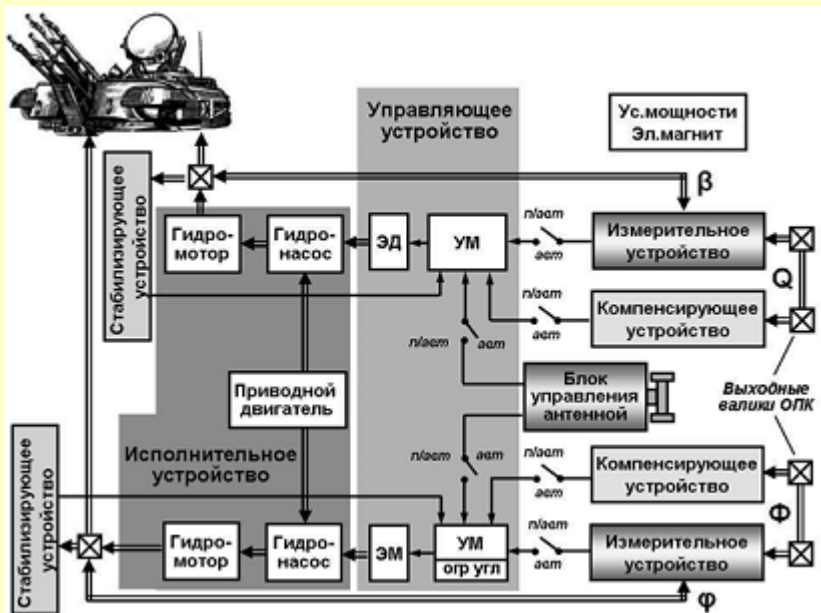 Управляющее
устройство
Ус.мощности
Эл.магнит
β
Стабилизирующее
устройство
Гидро-
мотор
Гидро-
насос
ЭД
УМ
п/авт
авт
Измерительное
устройство
Q
п/авт
авт
Компенсирующее
устройство
п/авт
авт
Приводной
двигатель
Блок
управления
антенной
Выходные
валики ОПК
Исполнительное
устройство
п/авт
авт
п/авт
авт
Компенсирующее
устройство
Ф
Стабилизирующее
устройство
Гидро-
мотор
Гидро-
насос
ЭМ
УМ
огр угл
п/авт
авт
Измерительное
устройство
φ